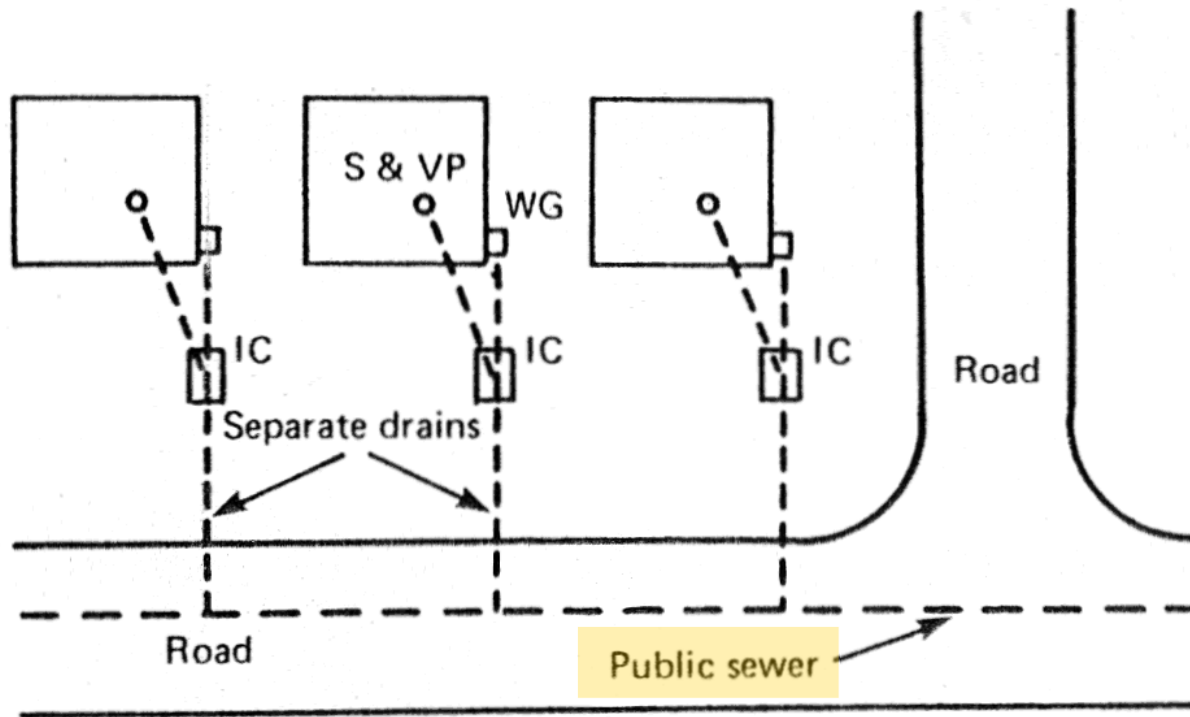 S & VP
WG
IC
IC
IC
Road
Separate drains
Road
Public sewer